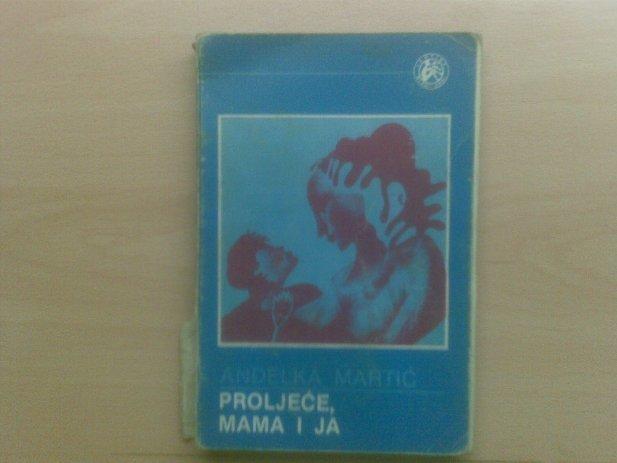 ANĐELKA MARTIĆ
PROLJEĆE,
MAMA I JA